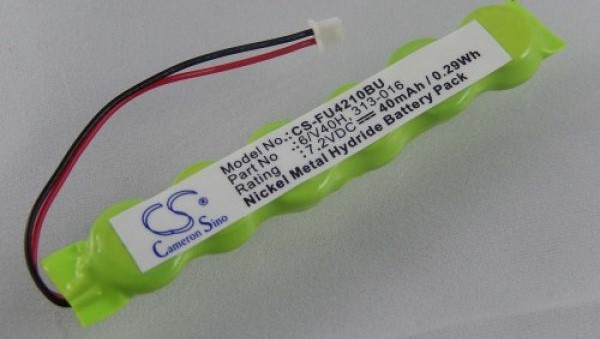 CS
Cameron Sino
Model No.:CS-FU4210BU
Part No : 6/V40H, 313-016
Rating : 7.2VDC 40mAh / 0.29Wh
Nickel Metal Hydride Battery Pack